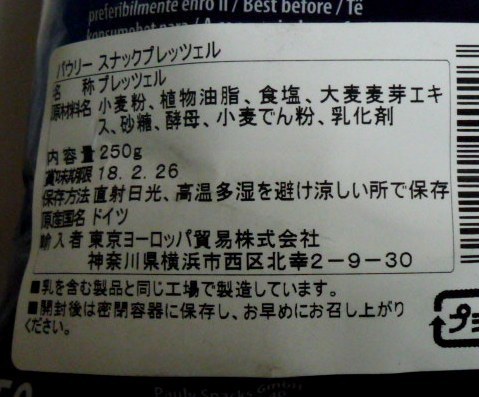 preferibilmente entro il / Best before / Të
パウリー スナックプレッツェル
名　称 プレッツェル
原材料名 小麦粉、植物油脂、食塩、大麦麦芽エキ
ス、砂糖、酵母、小麦でん粉、乳化剤
内容量 250g
賞味期限 18.2.26
保存方法 直射日光、高温多湿を避け涼しい所で保存
原産国名 ドイツ
輸入者 東京ヨーロッパ貿易株式会社
神奈川県横浜市西区北幸2-9-30
■乳を含む製品と同じ工場で製造しています。
■開封後は密閉容器に保存し、お早めにお召し上がり
ください。
プ
Pauly Snacks GmbH